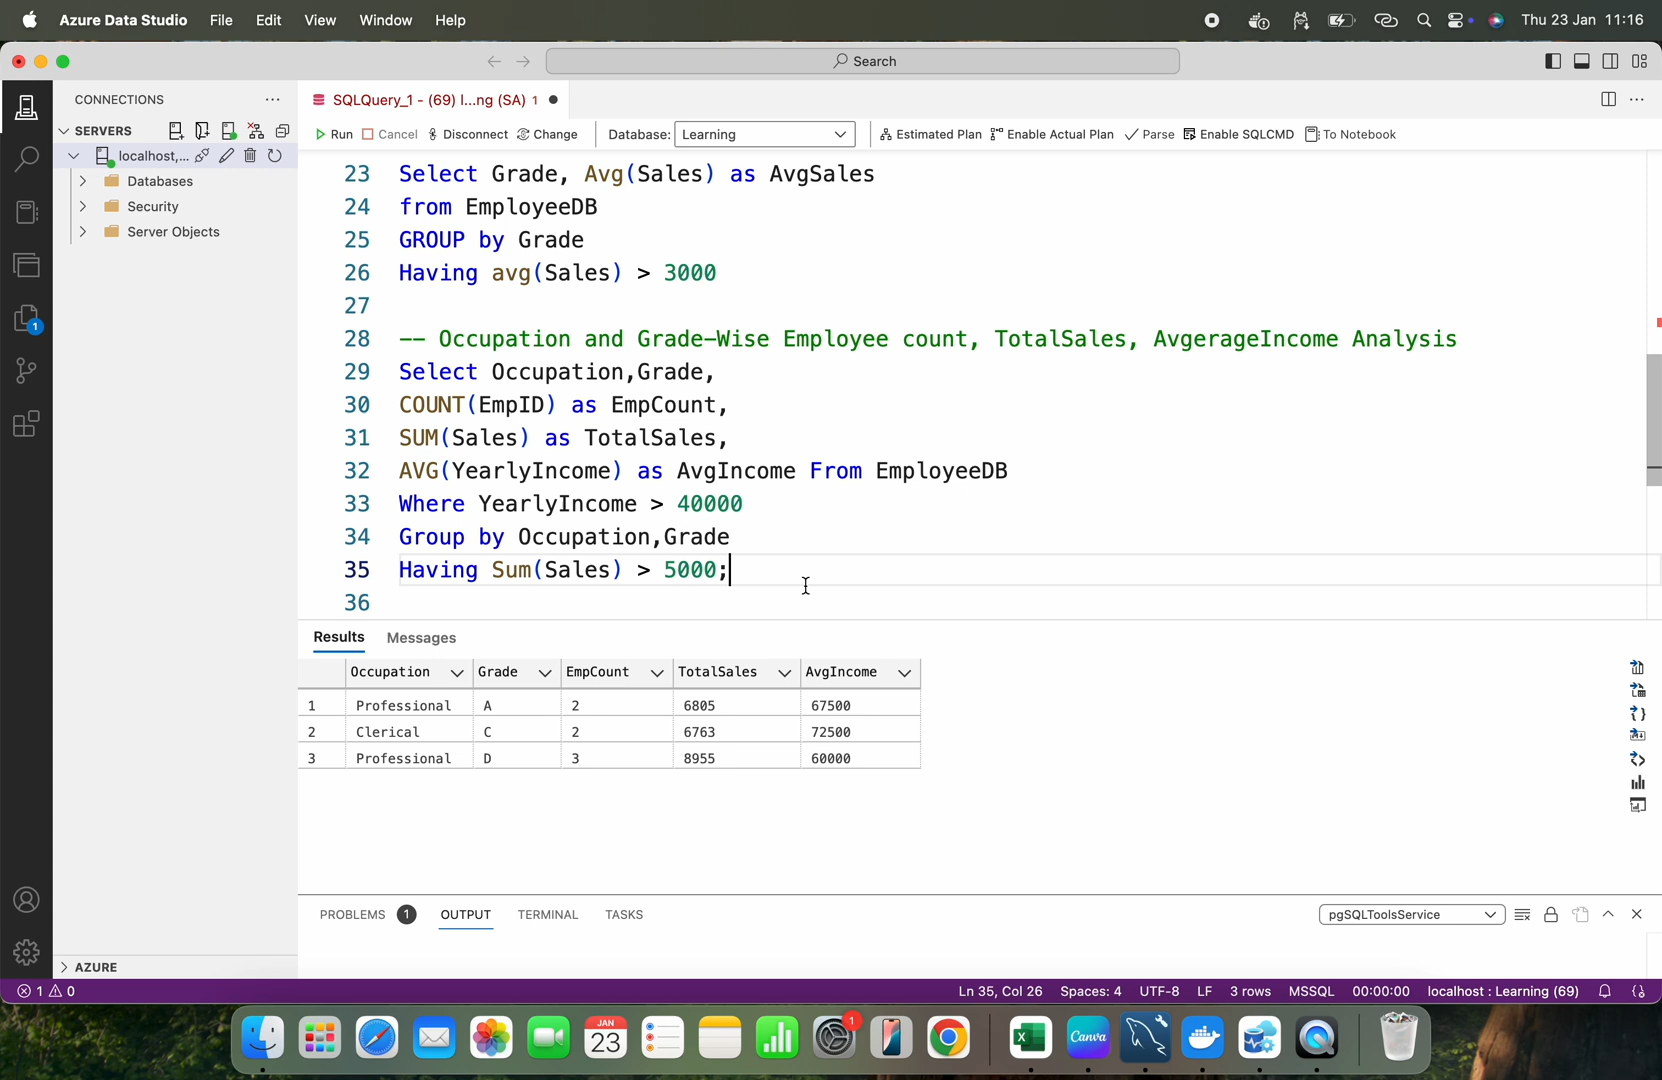 Azure Data Studio File Edit View Window Help Thu 23 Jan 11:16
Search
CONNECTIONS
SERVERS
localhost,...
Databases
Security
Server Objects
AZURE
SQLQuery_1 - (69) l...ng (SA) 1
Run Cancel Disconnect Change Database: Learning Estimated Plan Enable Actual Plan Parse Enable SQLCMD To Notebook
23 Select Grade, Avg(Sales) as AvgSales
24 from EmployeeDB
25 GROUP by Grade
26 Having avg(Sales) > 3000
27
28 -- Occupation and Grade-Wise Employee count, TotalSales, AvgerageIncome Analysis
29 Select Occupation,Grade,
30 COUNT(EmpID) as EmpCount,
31 SUM(Sales) as TotalSales,
32 AVG(YearlyIncome) as AvgIncome From EmployeeDB
33 Where YearlyIncome > 40000
34 Group by Occupation,Grade
35 Having Sum(Sales) > 5000;
36
Results Messages
Occupation Grade EmpCount TotalSales AvgIncome
1 Professional A 2 6805 67500
2 Clerical C 2 6763 72500
3 Professional D 3 8955 60000
PROBLEMS 1 OUTPUT TERMINAL TASKS pgSQLToolsService
1
1 0 Ln 35, Col 26 Spaces: 4 UTF-8 LF 3 rows MSSQL 00:00:00 localhost : Learning (69)
JAN
23
1
Canva